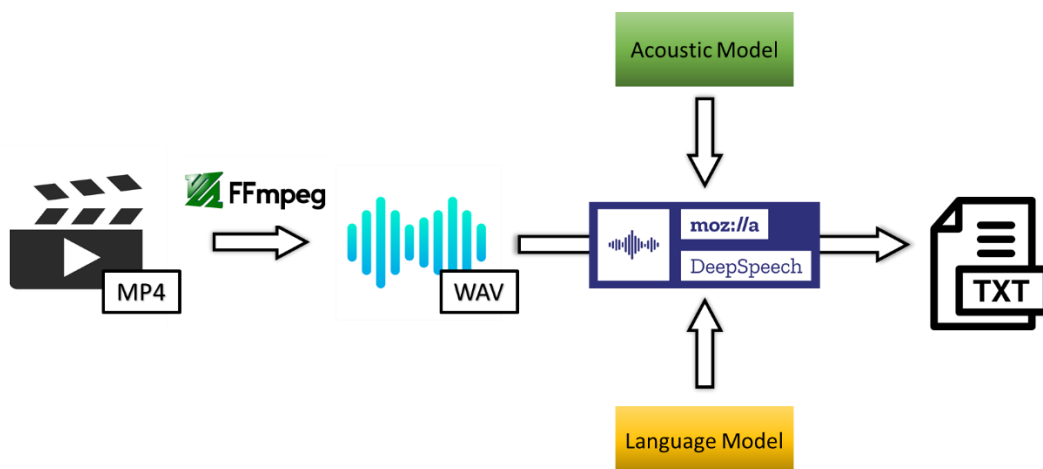 Acoustic Model
FFmpeg
MP4
WAV
moz://a
DeepSpeech
TXT
Language Model